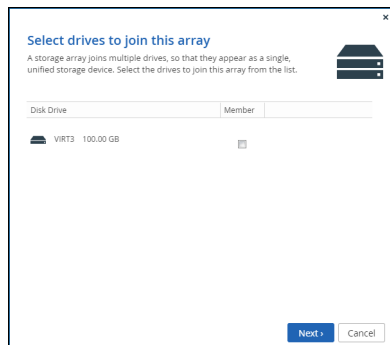 ×
Select drives to join this array
A storage array joins multiple drives, so that they appear as a single,
unified storage device. Select the drives to join this array from the list.
Disk Drive Member
VIRT3 100.00 GB
Next › Cancel